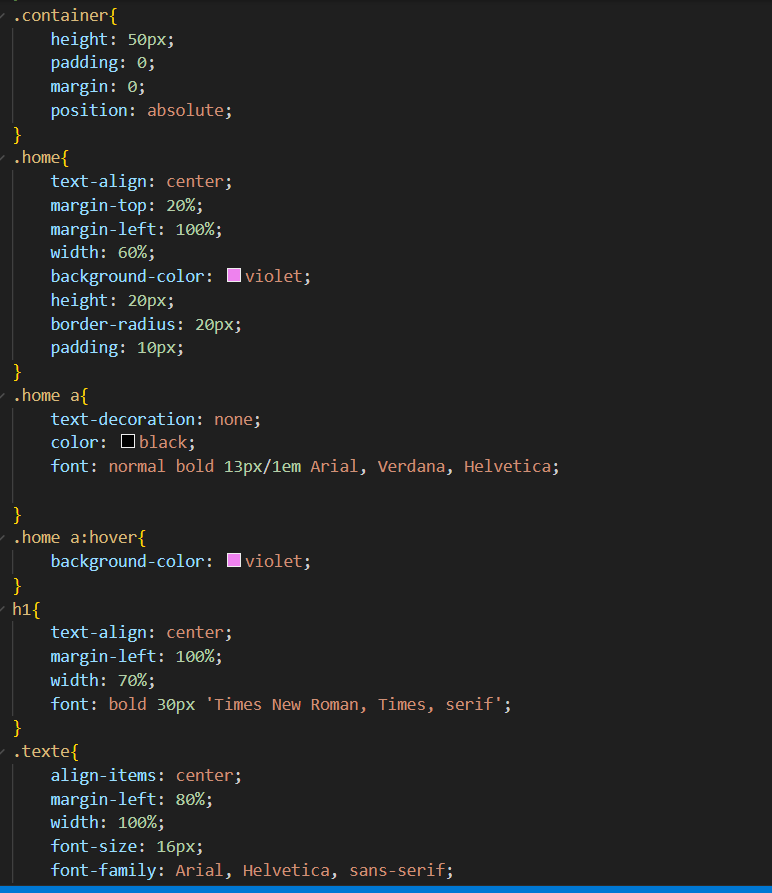 .container{
    height: 50px;
    padding: 0;
    margin: 0;
    position: absolute;
}
.home{
    text-align: center;
    margin-top: 20%;
    margin-left: 100%;
    width: 60%;
    background-color: violet;
    height: 20px;
    border-radius: 20px;
    padding: 10px;
}
.home a{
    text-decoration: none;
    color: black;
    font: normal bold 13px/1em Arial, Verdana, Helvetica;
}
.home a:hover{
    background-color: violet;
}
h1{
    text-align: center;
    margin-left: 100%;
    width: 70%;
    font: bold 30px 'Times New Roman, Times, serif';
}
.texte{
    align-items: center;
    margin-left: 80%;
    width: 100%;
    font-size: 16px;
    font-family: Arial, Helvetica, sans-serif;